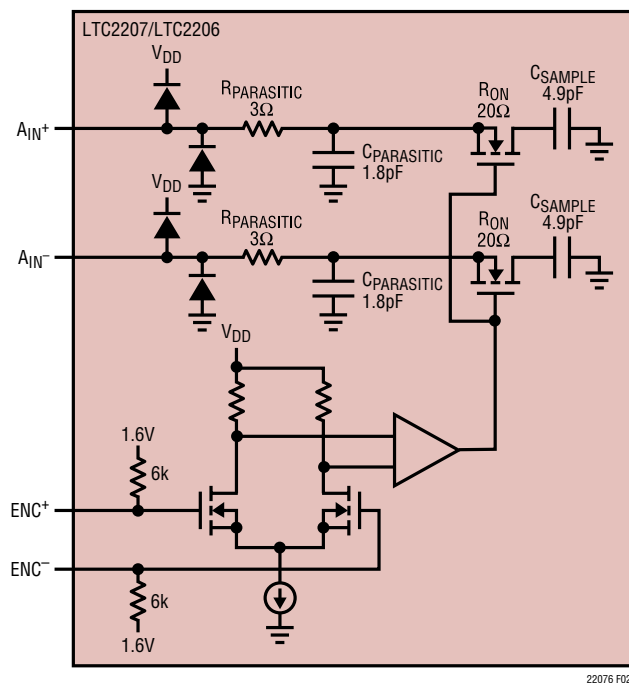 LTC2207/LTC2206
VDD
RPARASITIC
3Ω
RON
20Ω
CSAMPLE
4.9pF
AIN+
CPARASITIC
1.8pF
VDD
RPARASITIC
3Ω
RON
20Ω
CSAMPLE
4.9pF
AIN−
CPARASITIC
1.8pF
VDD
1.6V
6k
ENC+
ENC−
6k
1.6V
22076 F02